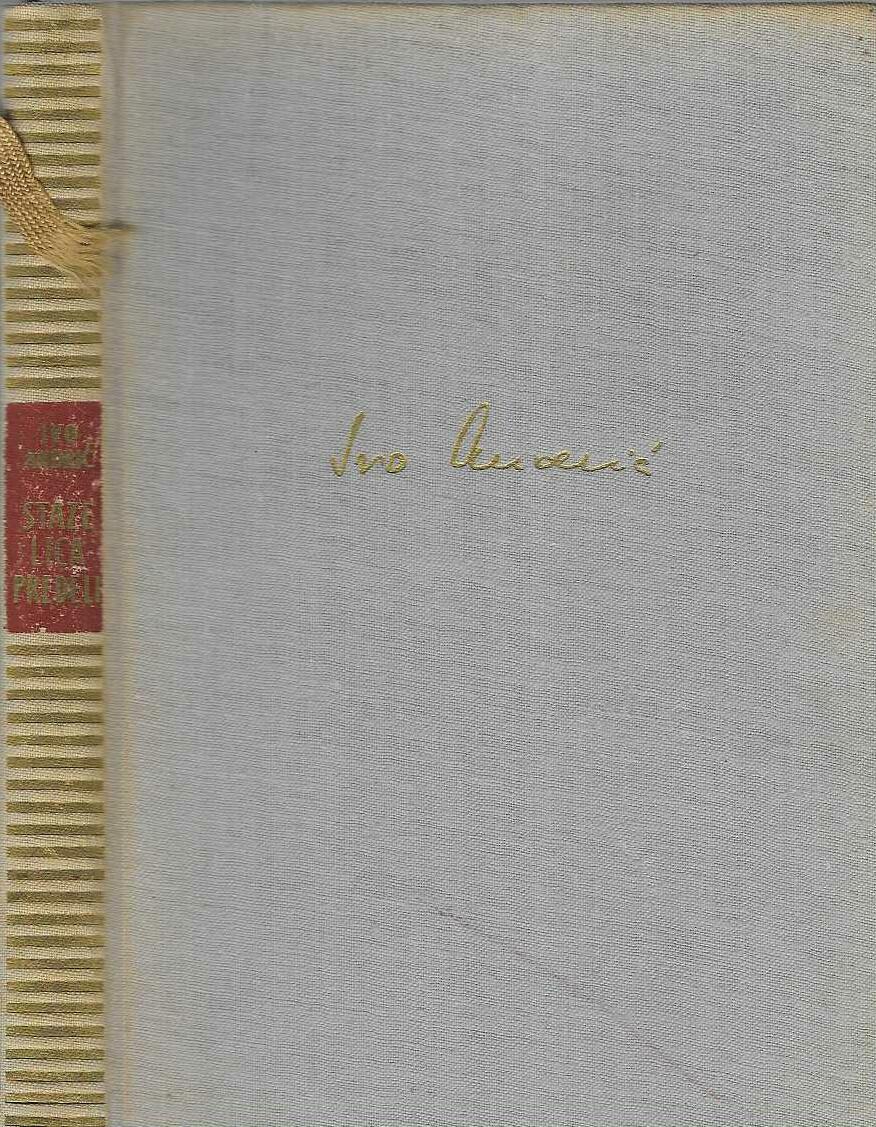 IVO
ANDRIĆ
STAZE
LICA
PREDELI
Ivo Andrić